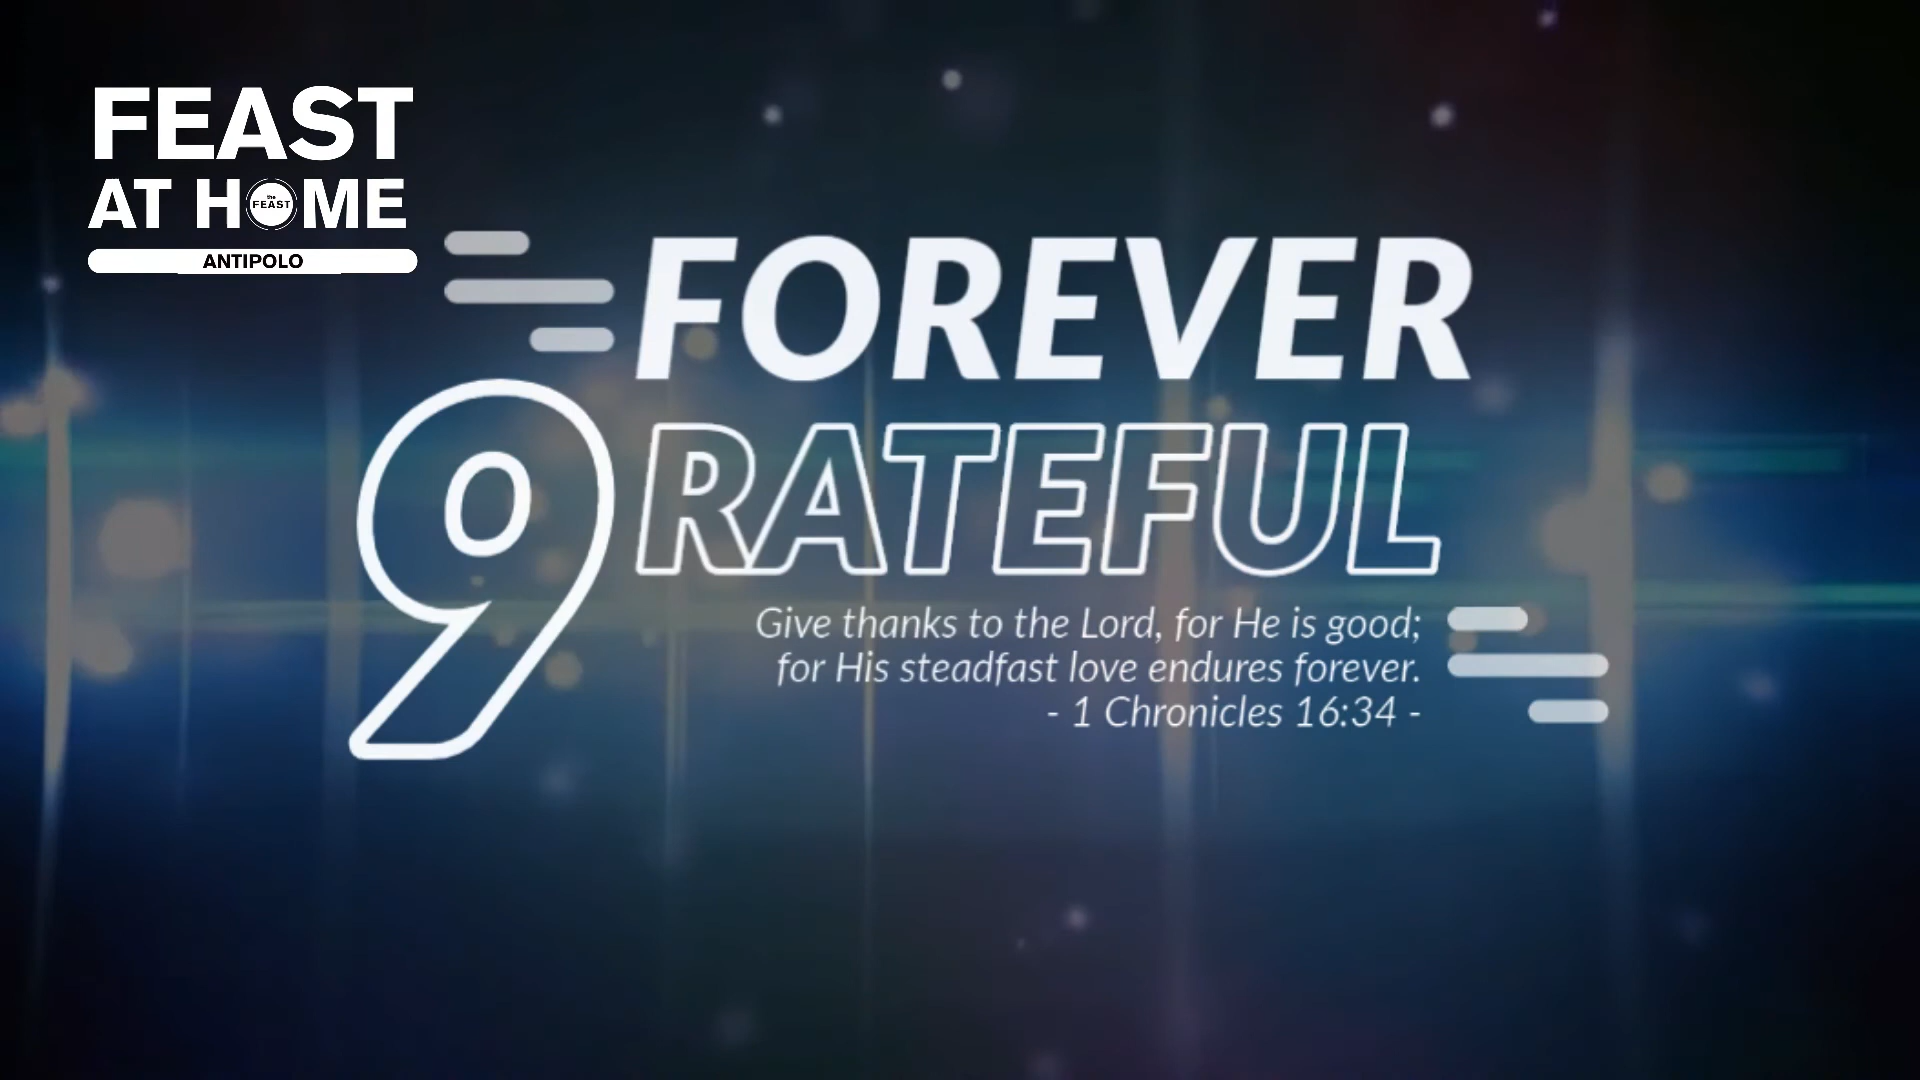 FEAST
AT HOME
the
FEAST
ANTIPOLO
FOREVER
9RATEFUL
Give thanks to the Lord, for He is good;
for His steadfast love endures forever.
- 1 Chronicles 16:34 -